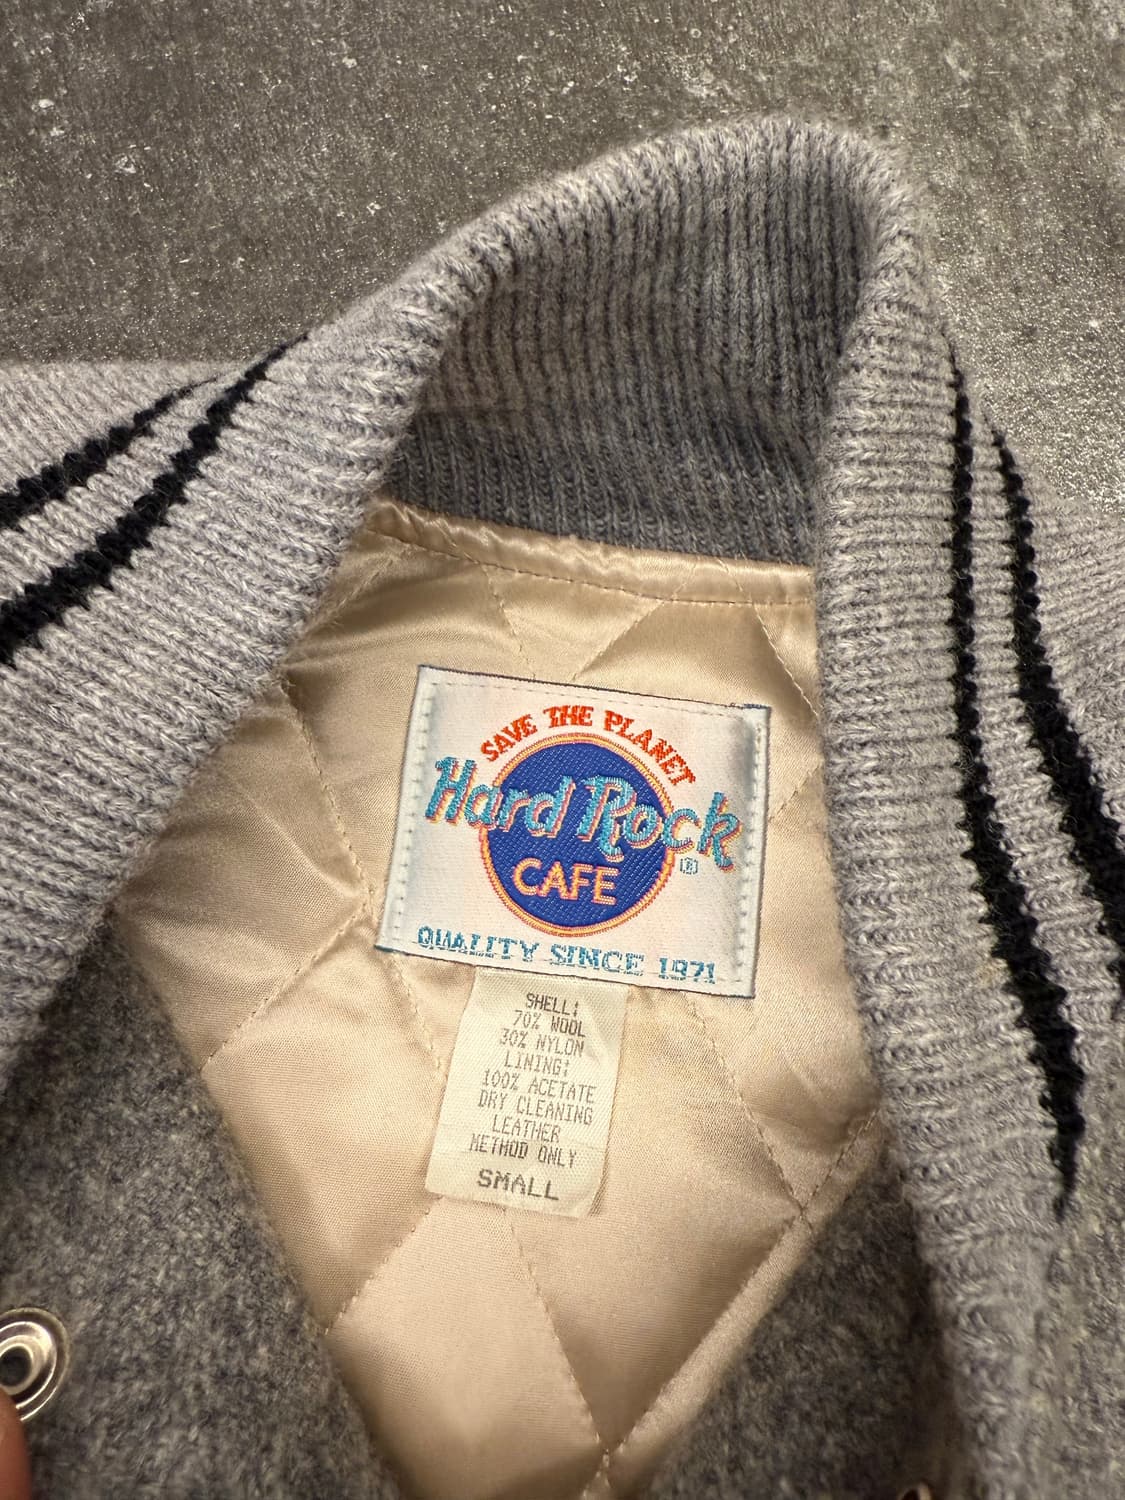 SAVE THE PLANET
Hard Rock
CAFE
®
QUALITY SINCE 1971
SHELL:
70% WOOL
30% NYLON
LINING:
100% ACETATE
DRY CLEANING
LEATHER
METHOD ONLY
SMALL